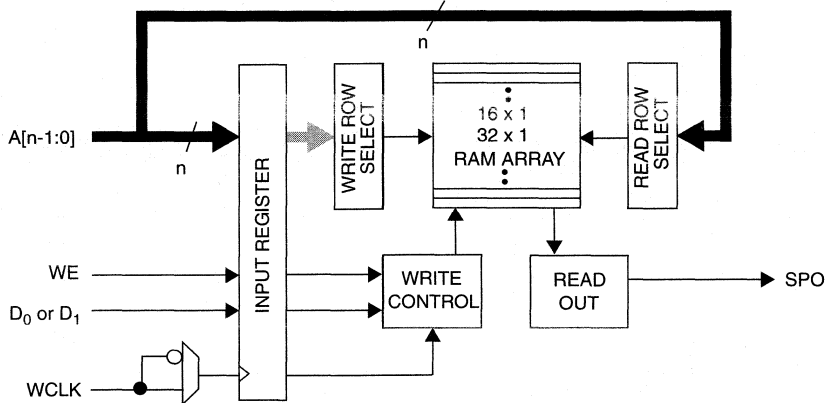 n
A[n-1:0]
n
INPUT REGISTER
WRITE ROW
SELECT
16 x 1
32 x 1
RAM ARRAY
READ ROW
SELECT
WE
D0 or D1
WCLK
WRITE
CONTROL
READ
OUT
SPO